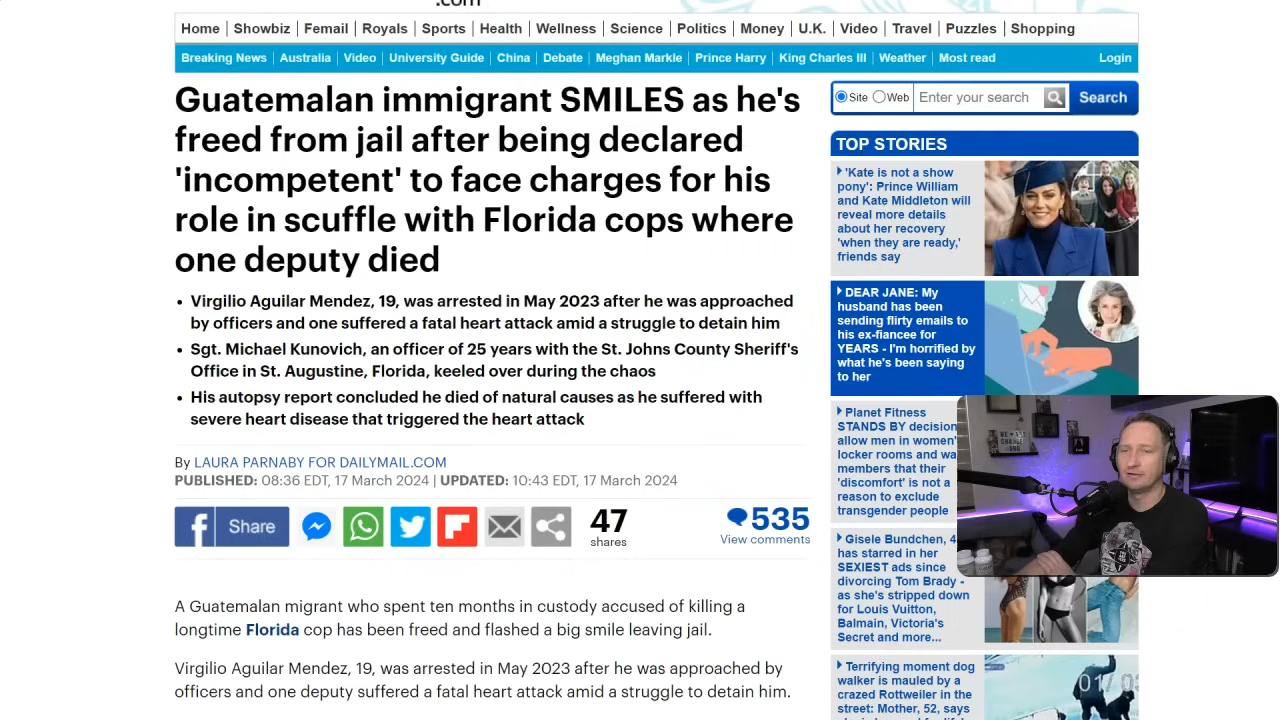 .com
Home Showbiz Femail Royals Sports Health Wellness Science Politics Money U.K. Video Travel Puzzles Shopping
Breaking News Australia Video University Guide China Debate Meghan Markle Prince Harry King Charles III Weather Most read Login
Guatemalan immigrant SMILES as he's
freed from jail after being declared
'incompetent' to face charges for his
role in scuffle with Florida cops where
one deputy died
• Virgilio Aguilar Mendez, 19, was arrested in May 2023 after he was approached
by officers and one suffered a fatal heart attack amid a struggle to detain him
• Sgt. Michael Kunovich, an officer of 25 years with the St. Johns County Sheriff's
Office in St. Augustine, Florida, keeled over during the chaos
• His autopsy report concluded he died of natural causes as he suffered with
severe heart disease that triggered the heart attack
By LAURA PARNABY FOR DAILYMAIL.COM
PUBLISHED: 08:36 EDT, 17 March 2024 | UPDATED: 10:43 EDT, 17 March 2024
Share
47
shares
535
View comments
A Guatemalan migrant who spent ten months in custody accused of killing a
longtime Florida cop has been freed and flashed a big smile leaving jail.
Virgilio Aguilar Mendez, 19, was arrested in May 2023 after he was approached by
officers and one deputy suffered a fatal heart attack amid a struggle to detain him.
Site Web Enter your search Search
TOP STORIES
'Kate is not a show
pony': Prince William
and Kate Middleton will
reveal more details
about her recovery
'when they are ready,'
friends say
DEAR JANE: My
husband has been
sending flirty emails to
his ex-fiancee for
YEARS - I'm horrified by
what he's been saying
to her
Planet Fitness
STANDS BY decision
allow men in women'
locker rooms and wa
members that their
'discomfort' is not a
reason to exclude
transgender people
Gisele Bundchen, 4
has starred in her
SEXIEST ads since
divorcing Tom Brady -
as she's stripped down
for Louis Vuitton,
Balmain, Victoria's
Secret and more...
Terrifying moment dog
walker is mauled by a
crazed Rottweiler in the
street: Mother, 52, says